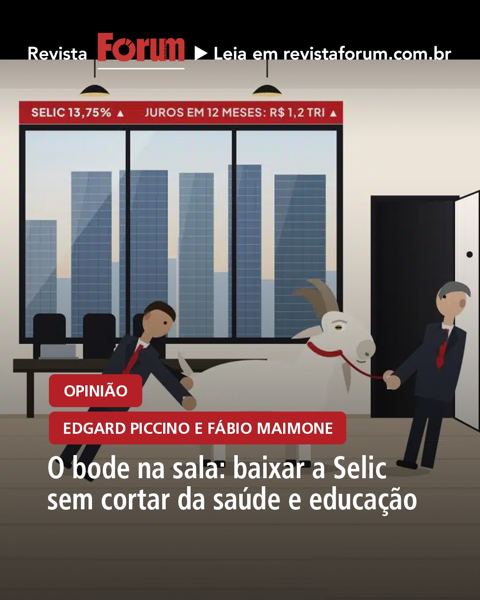 Revista Forum ▶ Leia em revistaforum.com.br
SELIC 13,75% ▲ JUROS EM 12 MESES: R$ 1,2 TRI ▲
OPINIÃO
EDGARD PICCINO E FÁBIO MAIMONE
O bode na sala: baixar a Selic
sem cortar da saúde e educação